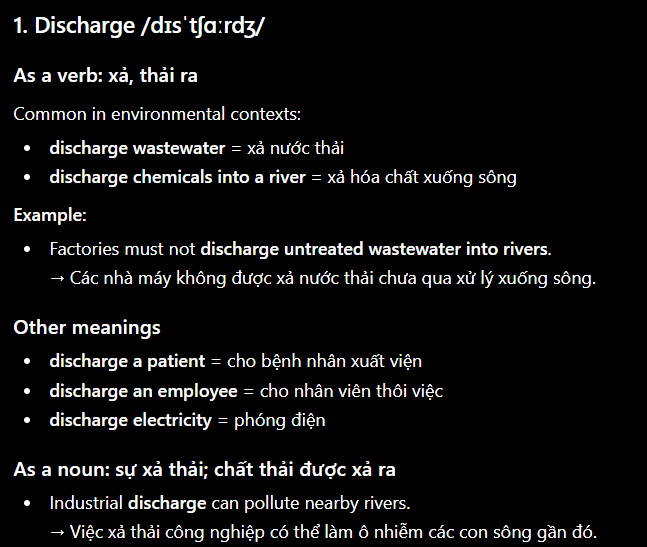 1. Discharge /dɪsˈtʃɑːrdʒ/
As a verb: xả, thải ra
Common in environmental contexts:
• discharge wastewater = xả nước thải
• discharge chemicals into a river = xả hóa chất xuống sông
Example:
• Factories must not discharge untreated wastewater into rivers.
→ Các nhà máy không được xả nước thải chưa qua xử lý xuống sông.
Other meanings
• discharge a patient = cho bệnh nhân xuất viện
• discharge an employee = cho nhân viên thôi việc
• discharge electricity = phóng điện
As a noun: sự xả thải; chất thải được xả ra
• Industrial discharge can pollute nearby rivers.
→ Việc xả thải công nghiệp có thể làm ô nhiễm các con sông gần đó.